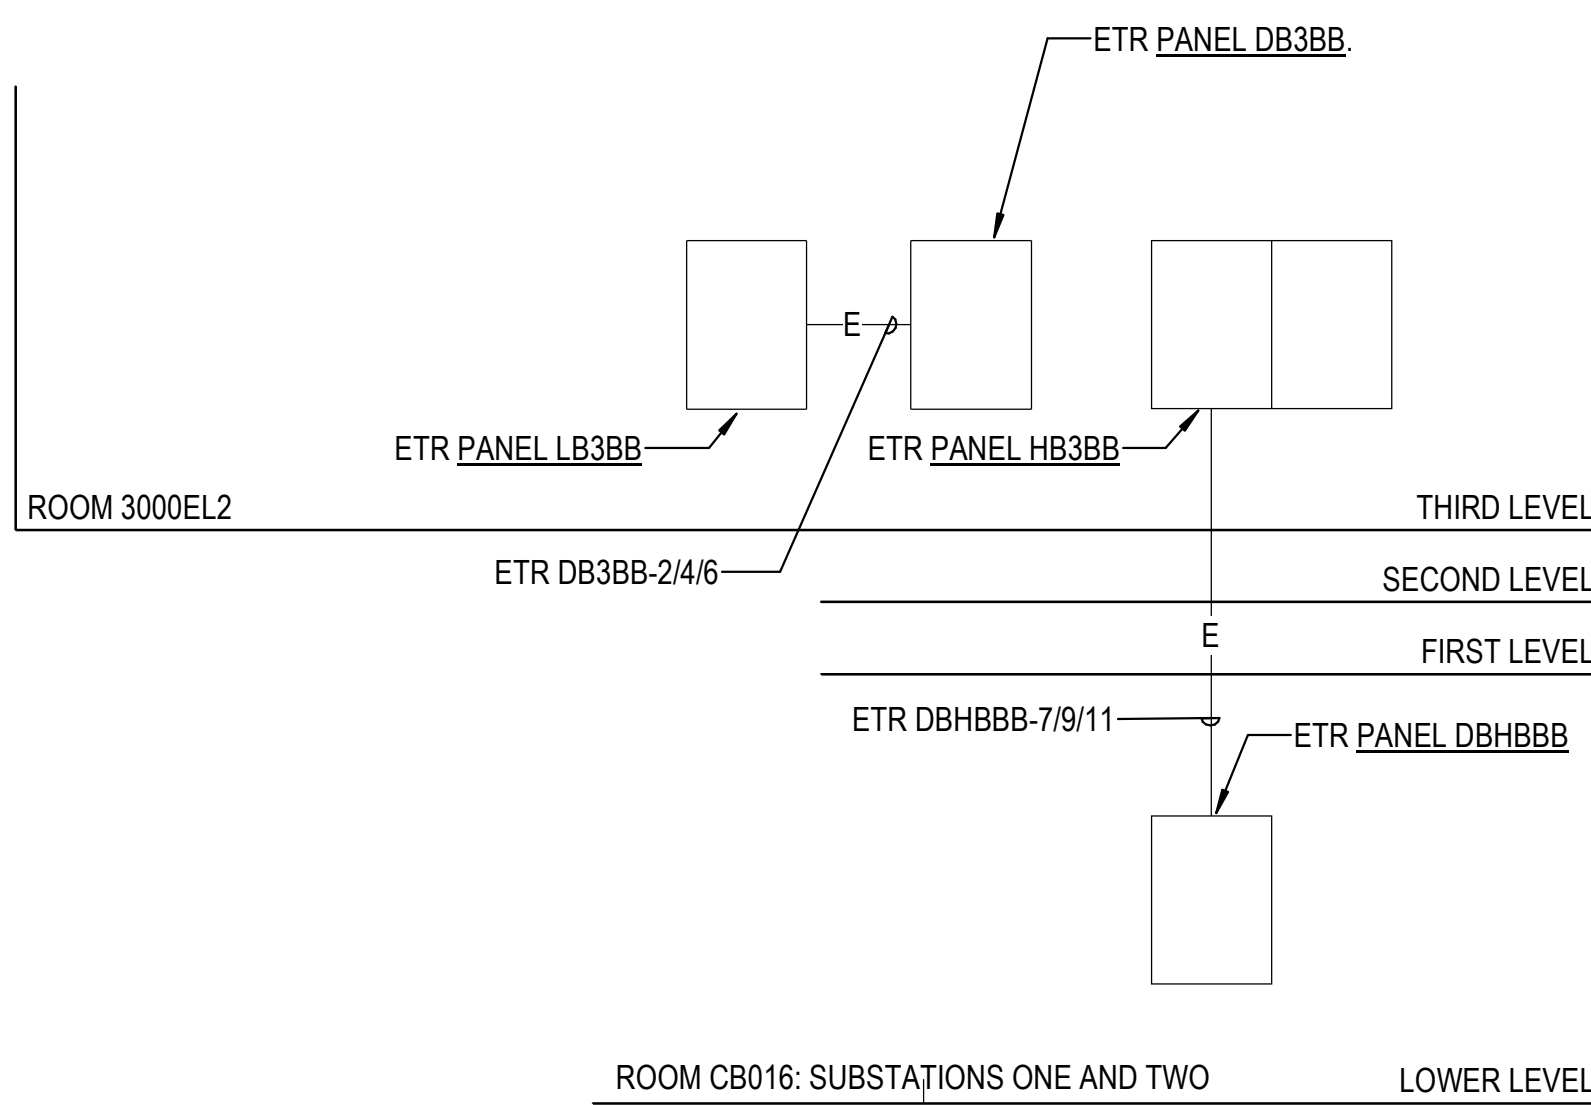 ETR PANEL DB3BB.
E
ETR PANEL LB3BB
ETR PANEL HB3BB
ROOM 3000EL2
THIRD LEVEL
ETR DB3BB-2/4/6
SECOND LEVEL
E
FIRST LEVEL
ETR DBHBBB-7/9/11
ETR PANEL DBHBBB
ROOM CB016: SUBSTATIONS ONE AND TWO
LOWER LEVEL